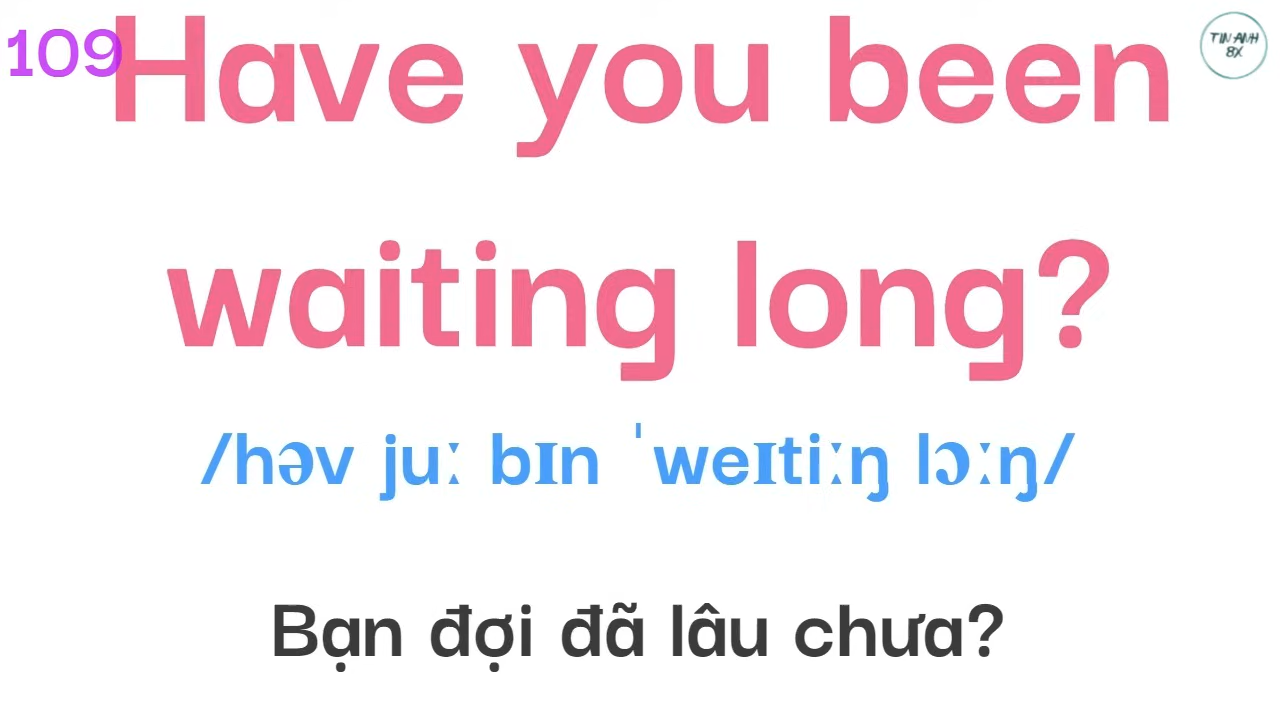 109
Have you been
TIN ANH
8X
waiting long?
/həv juː bɪn ˈweɪtiːŋ lɔːŋ/
Bạn đợi đã lâu chưa?